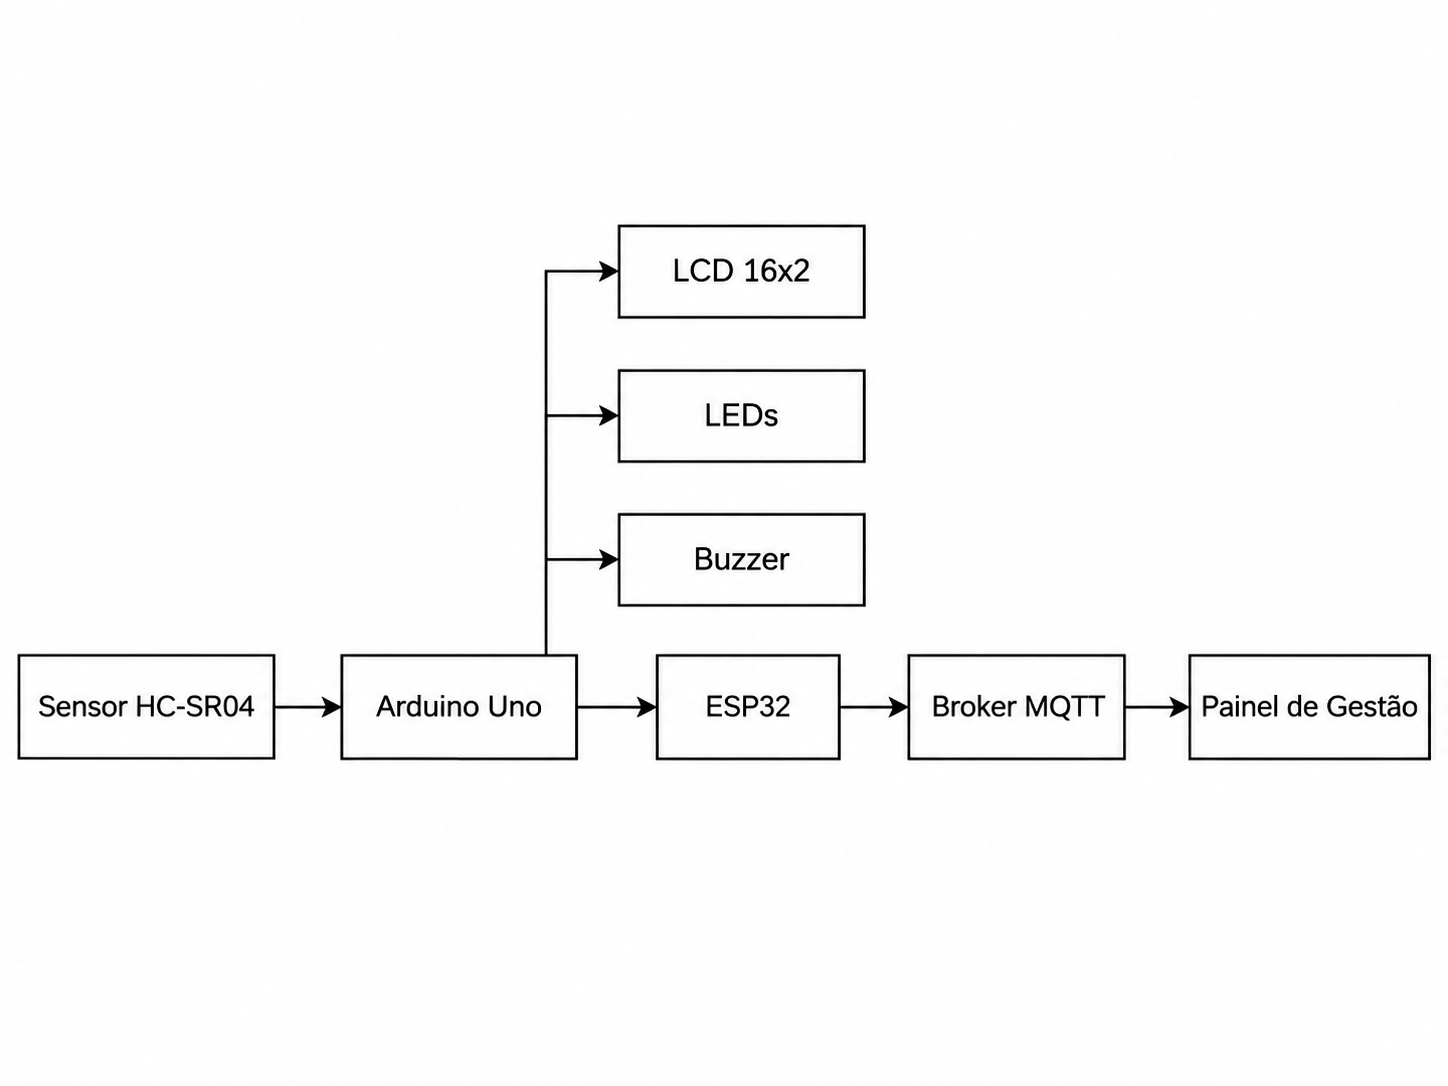 LCD 16x2
LEDs
Buzzer
Sensor HC-SR04
Arduino Uno
ESP32
Broker MQTT
Painel de Gestão